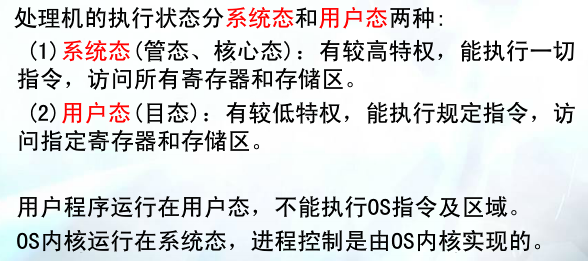 处理机的执行状态分系统态和用户态两种:
(1)系统态(管态、核心态): 有较高特权，能执行一切
指令，访问所有寄存器和存储区。
(2)用户态(目态): 有较低特权，能执行规定指令，访
问指定寄存器和存储区。
用户程序运行在用户态，不能执行OS指令及区域。
OS内核运行在系统态，进程控制是由OS内核实现的。